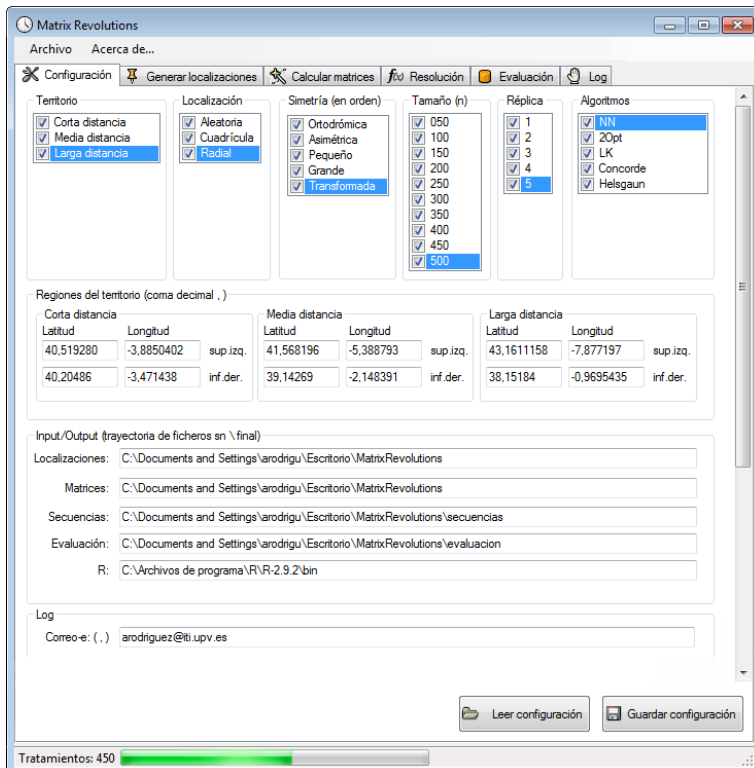 Matrix Revolutions
Archivo Acerca de...
Configuración Generar localizaciones Calcular matrices f(x) Resolución Evaluación Log
Territorio Localización Simetría (en orden) Tamaño (n) Réplica Algoritmos
Corta distancia Aleatoria Ortodrómica 050 1 NN
Media distancia Cuadrícula Asimétrica 100 2 2Opt
Larga distancia Radial Pequeño 150 3 LK
Grande 200 4 Concorde
Transformada 250 5 Helsgaun
300
350
400
450
500
Regiones del territorio (coma decimal , )
Corta distancia Media distancia Larga distancia
Latitud Longitud Latitud Longitud Latitud Longitud
40,519280 -3,8850402 sup.izq. 41,568196 -5,388793 sup.izq. 43,1611158 -7,877197 sup.izq.
40,20486 -3,471438 inf.der. 39,14269 -2,148391 inf.der. 38,15184 -0,9695435 inf.der.
Input/Output (trayectoria de ficheros sn \ final)
Localizaciones: C:\Documents and Settings\arodrigu\Escritorio\MatrixRevolutions
Matrices: C:\Documents and Settings\arodrigu\Escritorio\MatrixRevolutions
Secuencias: C:\Documents and Settings\arodrigu\Escritorio\MatrixRevolutions\secuencias
Evaluación: C:\Documents and Settings\arodrigu\Escritorio\MatrixRevolutions\evaluacion
R: C:\Archivos de programa\R\R-2.9.2\bin
Log
Correo-e: ( , ) arodriguez@iti.upv.es
Leer configuración Guardar configuración
Tratamientos: 450